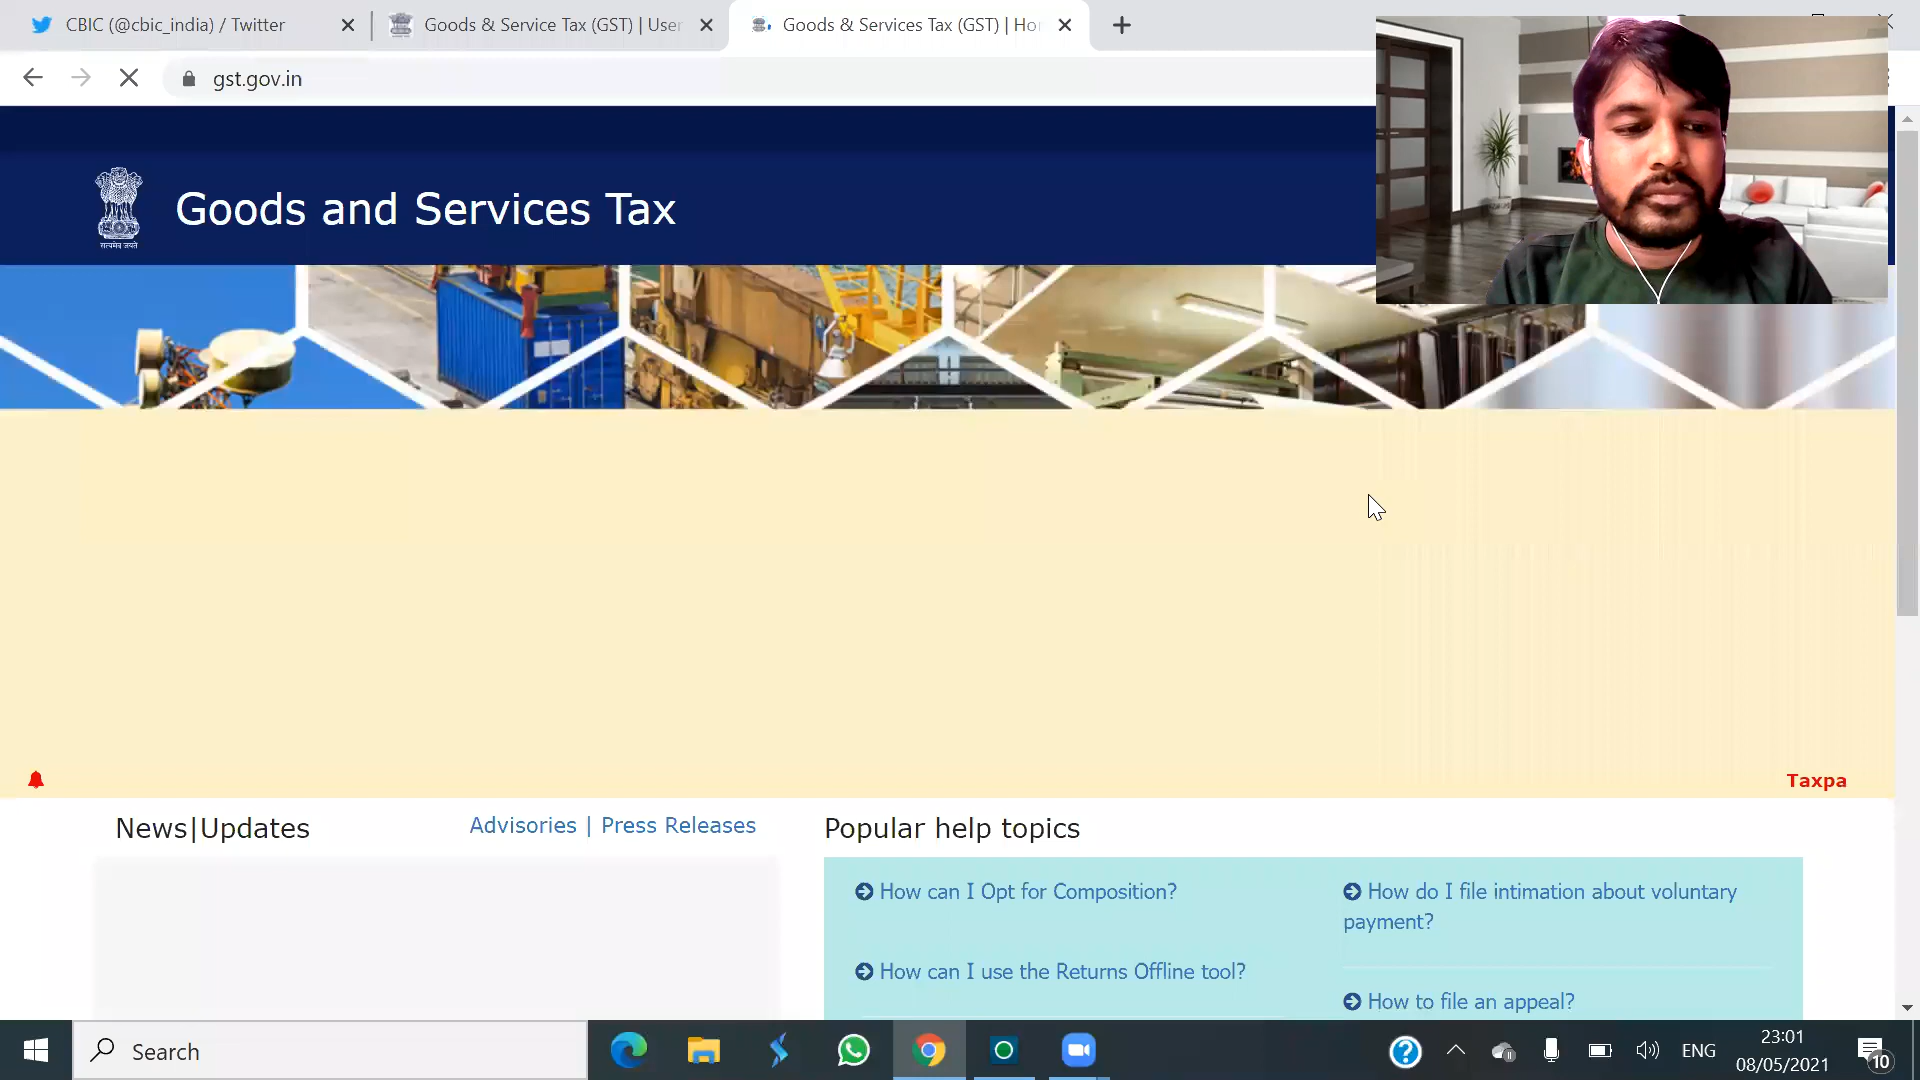 CBIC (@cbic_india) / Twitter
Goods & Service Tax (GST) | User
Goods & Services Tax (GST) | Ho
gst.gov.in
सत्यमेव जयते
Goods and Services Tax
Taxpa
News|Updates
Advisories | Press Releases
Popular help topics
How can I Opt for Composition?
How do I file intimation about voluntary
payment?
How can I use the Returns Offline tool?
How to file an appeal?
Search
ENG
23:01
08/05/2021
10